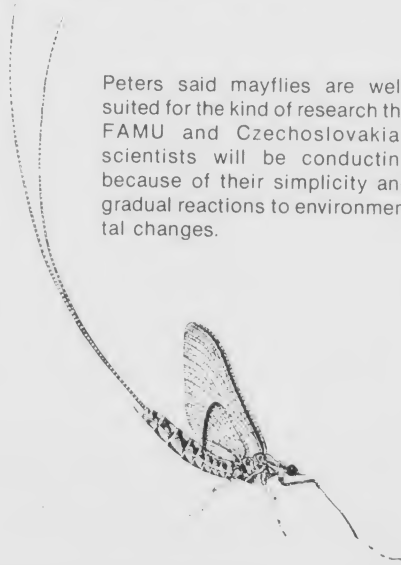 Peters said mayflies are wel
suited for the kind of research th
FAMU and Czechoslovakia
scientists will be conductin
because of their simplicity an
gradual reactions to environmen
tal changes.